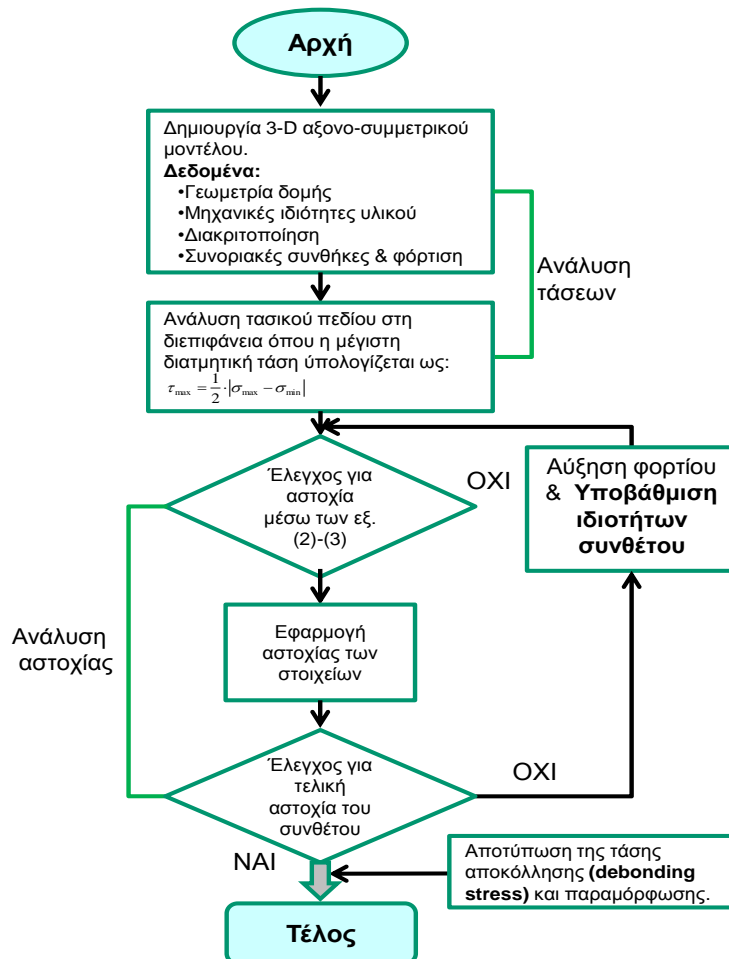 Αρχή
Δημιουργία 3-D αξονο-συμμετρικού
μοντέλου.
Δεδομένα:
•Γεωμετρία δομής
•Μηχανικές ιδιότητες υλικού
•Διακριτοποίηση
•Συνοριακές συνθήκες & φόρτιση
Ανάλυση
τάσεων
Ανάλυση τασικού πεδίου στη
διεπιφάνεια όπου η μέγιστη
διατμητική τάση ύπολογίζεται ως:
τmax = 1/2 · |σmax − σmin|
Έλεγχος για
αστοχία
μέσω των εξ.
(2)-(3)
ΟΧΙ
Αύξηση φορτίου
& Υποβάθμιση
ιδιοτήτων
συνθέτου
Ανάλυση
αστοχίας
Εφαρμογή
αστοχίας των
στοιχείων
Έλεγχος για
τελική
αστοχία του
συνθέτου
ΟΧΙ
ΝΑΙ
Αποτύπωση της τάσης
αποκόλλησης (debonding
stress) και παραμόρφωσης.
Τέλος